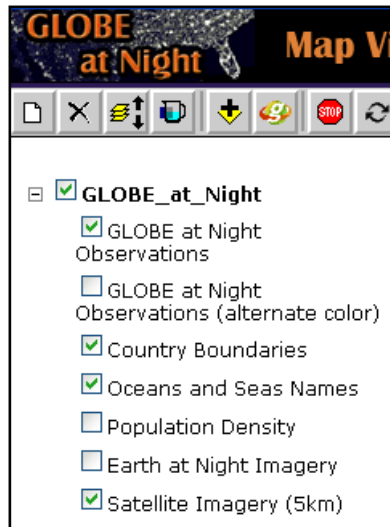 GLOBE
at Night
Map Vi
STOP
GLOBE_at_Night
GLOBE at Night
Observations
GLOBE at Night
Observations (alternate color)
Country Boundaries
Oceans and Seas Names
Population Density
Earth at Night Imagery
Satellite Imagery (5km)